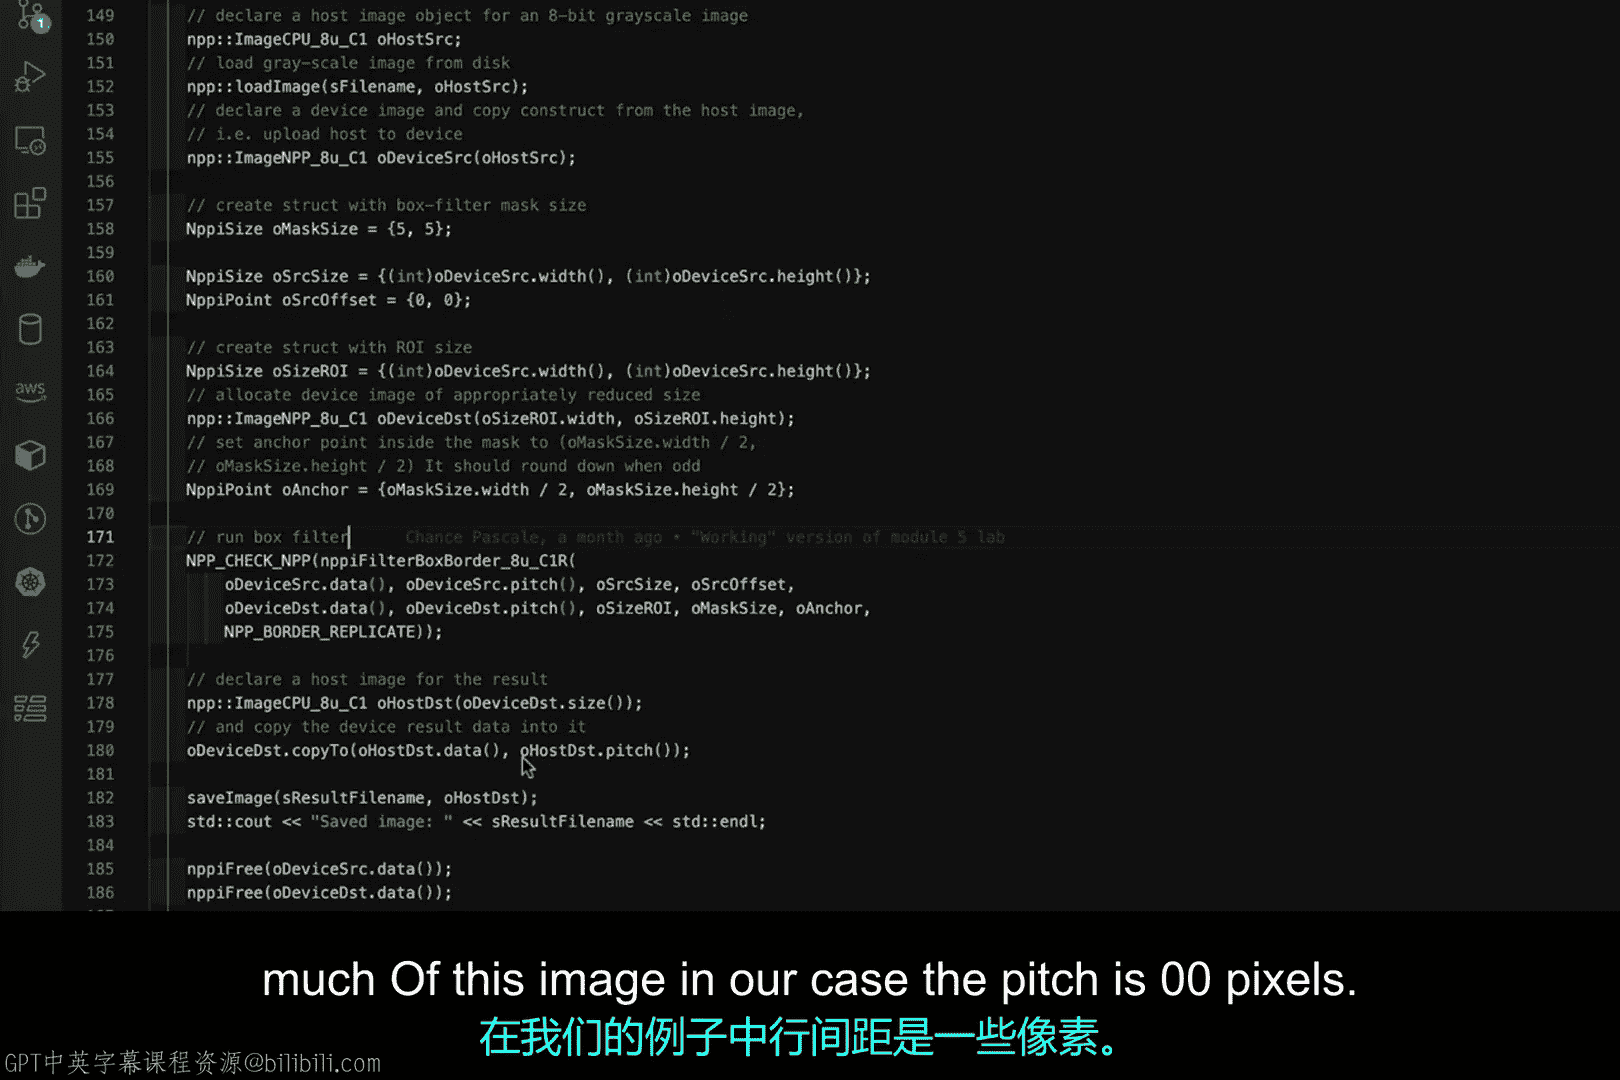 1
aws
149 // declare a host image object for an 8-bit grayscale image
150 npp::ImageCPU_8u_C1 oHostSrc;
151 // load gray-scale image from disk
152 npp::loadImage(sFilename, oHostSrc);
153 // declare a device image and copy construct from the host image,
154 // i.e. upload host to device
155 npp::ImageNPP_8u_C1 oDeviceSrc(oHostSrc);
156
157 // create struct with box-filter mask size
158 NppiSize oMaskSize = {5, 5};
159
160 NppiSize oSrcSize = {(int)oDeviceSrc.width(), (int)oDeviceSrc.height()};
161 NppiPoint oSrcOffset = {0, 0};
162
163 // create struct with ROI size
164 NppiSize oSizeROI = {(int)oDeviceSrc.width(), (int)oDeviceSrc.height()};
165 // allocate device image of appropriately reduced size
166 npp::ImageNPP_8u_C1 oDeviceDst(oSizeROI.width, oSizeROI.height);
167 // set anchor point inside the mask to (oMaskSize.width / 2,
168 // oMaskSize.height / 2) It should round down when odd
169 NppiPoint oAnchor = {oMaskSize.width / 2, oMaskSize.height / 2};
170
171 // run box filter Chance Pascale, a month ago • "Working" version of module 5 lab
172 NPP_CHECK_NPP(nppiFilterBoxBorder_8u_C1R(
173 oDeviceSrc.data(), oDeviceSrc.pitch(), oSrcSize, oSrcOffset,
174 oDeviceDst.data(), oDeviceDst.pitch(), oSizeROI, oMaskSize, oAnchor,
175 NPP_BORDER_REPLICATE));
176
177 // declare a host image for the result
178 npp::ImageCPU_8u_C1 oHostDst(oDeviceDst.size());
179 // and copy the device result data into it
180 oDeviceDst.copyTo(oHostDst.data(), oHostDst.pitch());
181
182 saveImage(sResultFilename, oHostDst);
183 std::cout << "Saved image: " << sResultFilename << std::endl;
184
185 nppiFree(oDeviceSrc.data());
186 nppiFree(oDeviceDst.data());
much Of this image in our case the pitch is 00 pixels.
在我们的例子中行间距是一些像素。
GPT中英字幕课程资源@bilibili.com